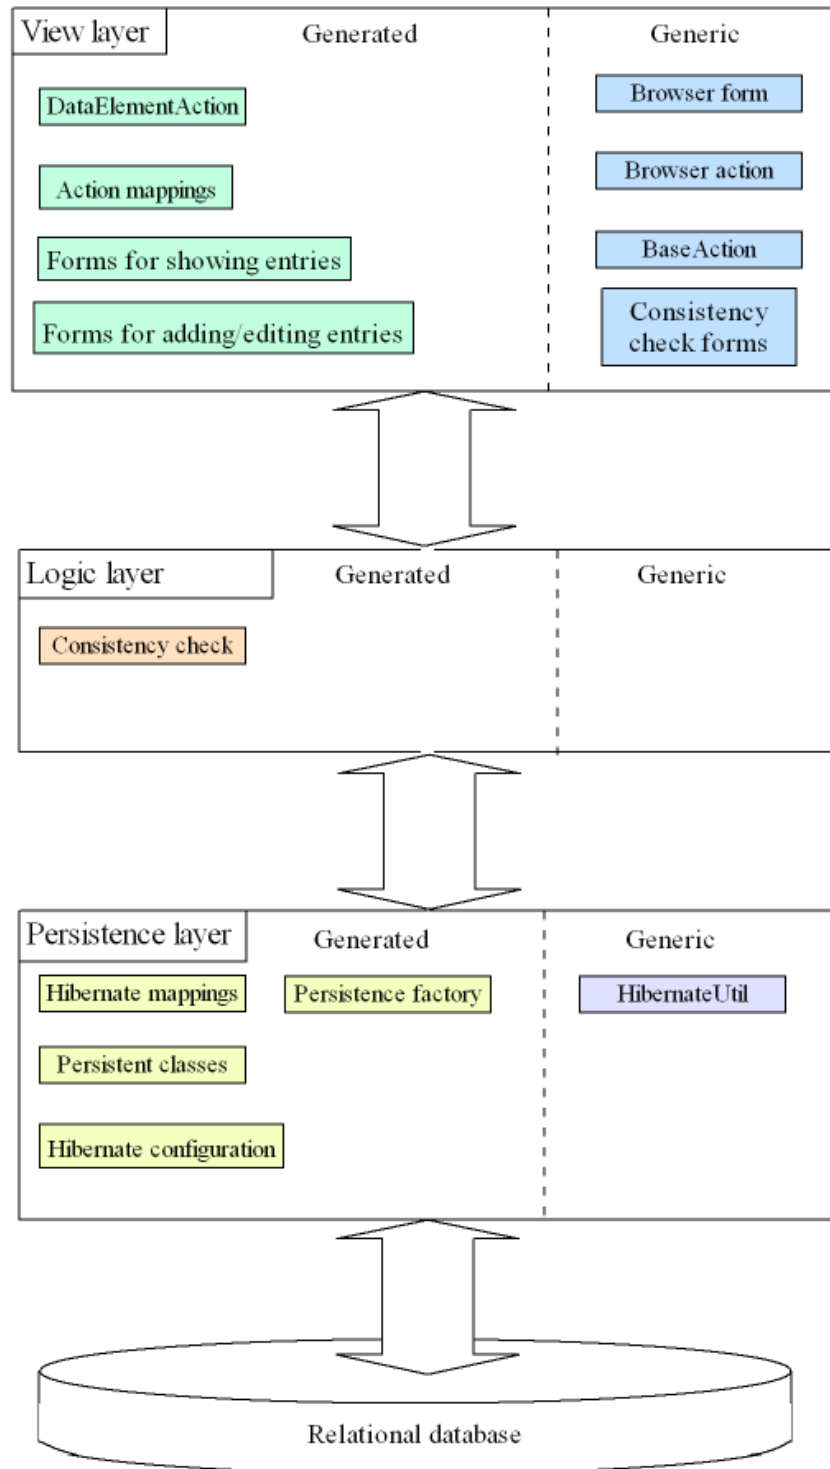 View layer
Generated
Generic
DataElementAction
Browser form
Action mappings
Browser action
Forms for showing entries
BaseAction
Forms for adding/editing entries
Consistency
check forms
Logic layer
Generated
Generic
Consistency check
Persistence layer
Generated
Generic
Hibernate mappings
Persistence factory
HibernateUtil
Persistent classes
Hibernate configuration
Relational database